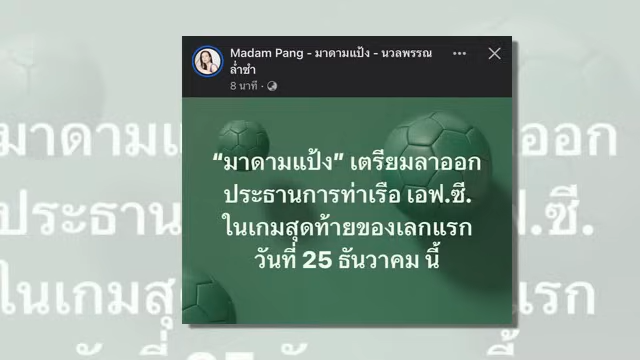 Madam Pang - มาดามแป้ง - นวลพรรณ
ล่ำซำ
8 นาที ·
“มาดามแป้ง” เตรียมลาออก
ประธานการท่าเรือ เอฟ.ซี.
ในเกมสุดท้ายของเลกแรก
วันที่ 25 ธันวาคม นี้